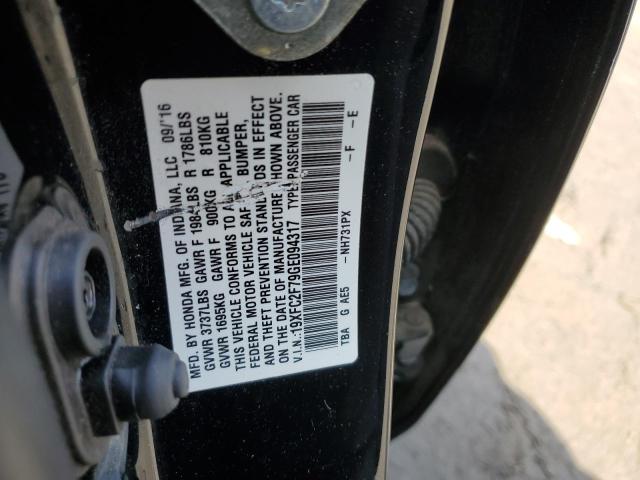 MFD. BY HONDA MFG. OF INDIANA, LLC 09/'16
GVWR 3737LBS GAWR F 1984LBS R 1786LBS
GVWR 1695KG GAWR F 900KG R 810KG
THIS VEHICLE CONFORMS TO ALL APPLICABLE
FEDERAL MOTOR VEHICLE SAF BUMPER,
AND THEFT PREVENTION STANDARDS IN EFFECT
ON THE DATE OF MANUFACTURE SHOWN ABOVE.
V.I.N.:19XFC2F79GE094317 TYPE:PASSENGER CAR
-NH731PX
TBA G AE5 -F -E